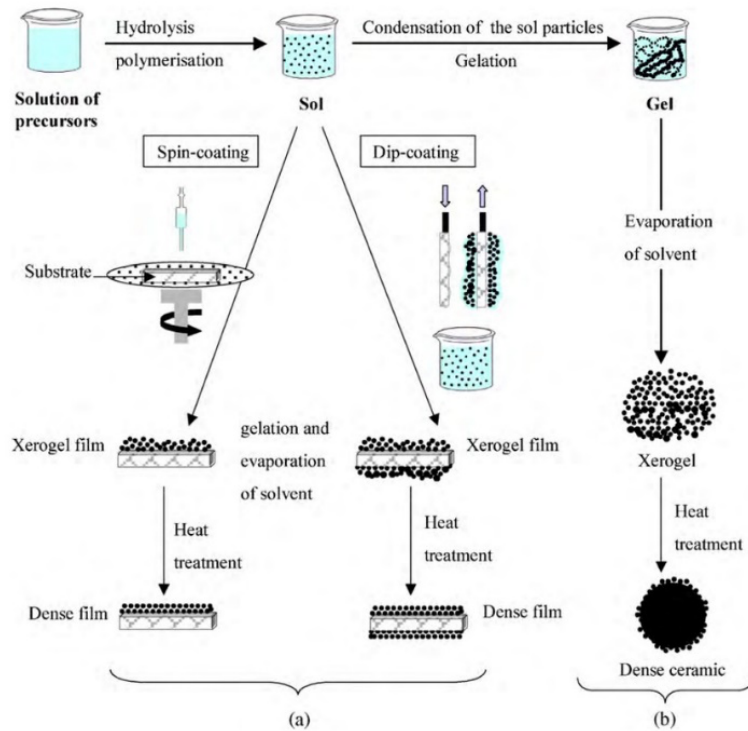 Hydrolysis
polymerisation
Condensation of the sol particles
Gelation
Solution of
precursors
Sol
Gel
Spin-coating
Dip-coating
Substrate
Evaporation
of solvent
Xerogel film
gelation and
evaporation
of solvent
Xerogel film
Xerogel
Heat
treatment
Heat
treatment
Heat
treatment
Dense film
Dense film
Dense ceramic
(a)
(b)